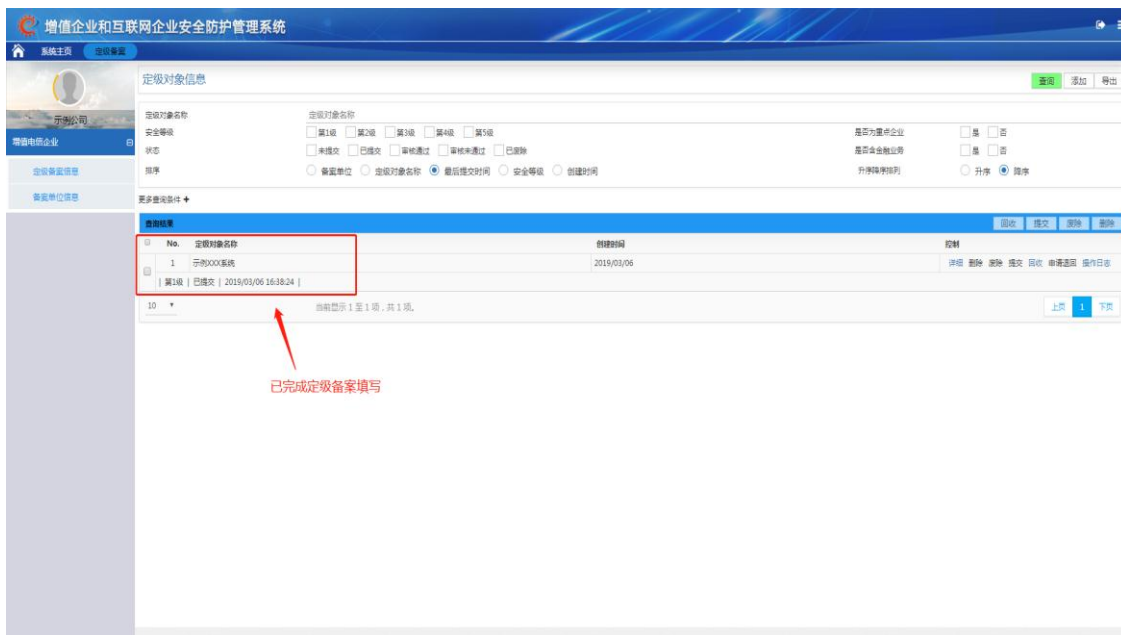 增值企业和互联网企业安全防护管理系统
系统主页 定级备案
示例公司
增值电信企业
定级备案信息
备案单位信息
定级对象信息 查询 添加 导出
定级对象名称 定级对象名称
安全等级 第1级 第2级 第3级 第4级 第5级 是否为重点企业 是 否
状态 未提交 已提交 审核通过 审核未通过 已废除 是否含金融业务 是 否
排序 备案单位 定级对象名称 最后提交时间 安全等级 创建时间 升序降序排列 升序 降序
更多查询条件 +
查询结果 回收 提交 废除 删除
No. 定级对象名称 创建时间 控制
1 示例XXX系统 2019/03/06 详细 删除 废除 提交 回收 申请退回 操作日志
| 第1级 | 已提交 | 2019/03/06 16:38:24 |
10 当前显示 1 至 1 项，共 1 项。 上页 1 下页
已完成定级备案填写